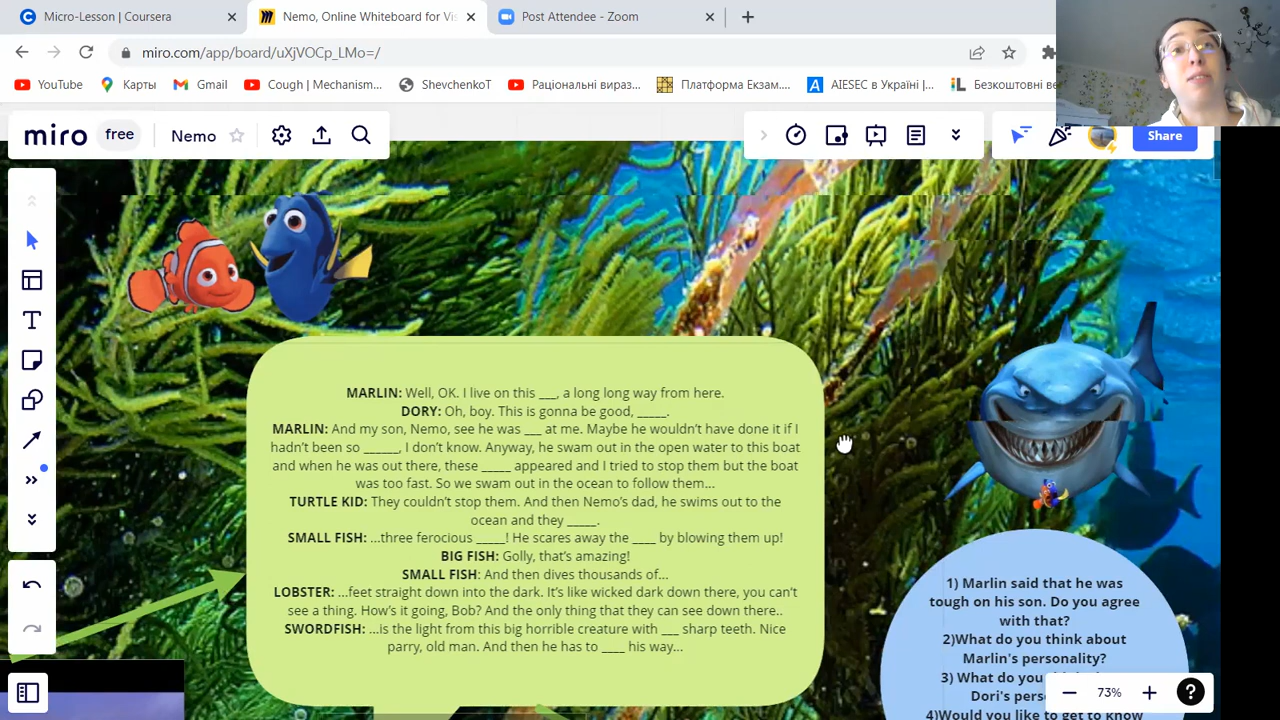 Micro-Lesson | Coursera
Nemo, Online Whiteboard for Vis
Post Attendee - Zoom
miro.com/app/board/uXjVOCp_LMo=/
YouTube
Карты
Gmail
Cough | Mechanism...
ShevchenkoT
Раціональні вираз...
Платформа Екзам....
AIESEC в Україні |...
Безкоштовні ве
miro
free
Nemo
Share
MARLIN: Well, OK. I live on this ___, a long long way from here.
DORY: Oh, boy. This is gonna be good, _____.
MARLIN: And my son, Nemo, see he was ___ at me. Maybe he wouldn't have done it if I
hadn't been so ______, I don't know. Anyway, he swam out in the open water to this boat
and when he was out there, these _____ appeared and I tried to stop them but the boat
was too fast. So we swam out in the ocean to follow them...
TURTLE KID: They couldn't stop them. And then Nemo's dad, he swims out to the
ocean and they _____.
SMALL FISH: ...three ferocious _____! He scares away the ____ by blowing them up!
BIG FISH: Golly, that's amazing!
SMALL FISH: And then dives thousands of...
LOBSTER: ...feet straight down into the dark. It's like wicked dark down there, you can't
see a thing. How's it going, Bob? And the only thing that they can see down there..
SWORDFISH: ...is the light from this big horrible creature with ___ sharp teeth. Nice
parry, old man. And then he has to ____ his way...
1) Marlin said that he was
tough on his son. Do you agree
with that?
2)What do you think about
Marlin's personality?
3) What do you
Dori's pers
4)Would you like to get to know
73%